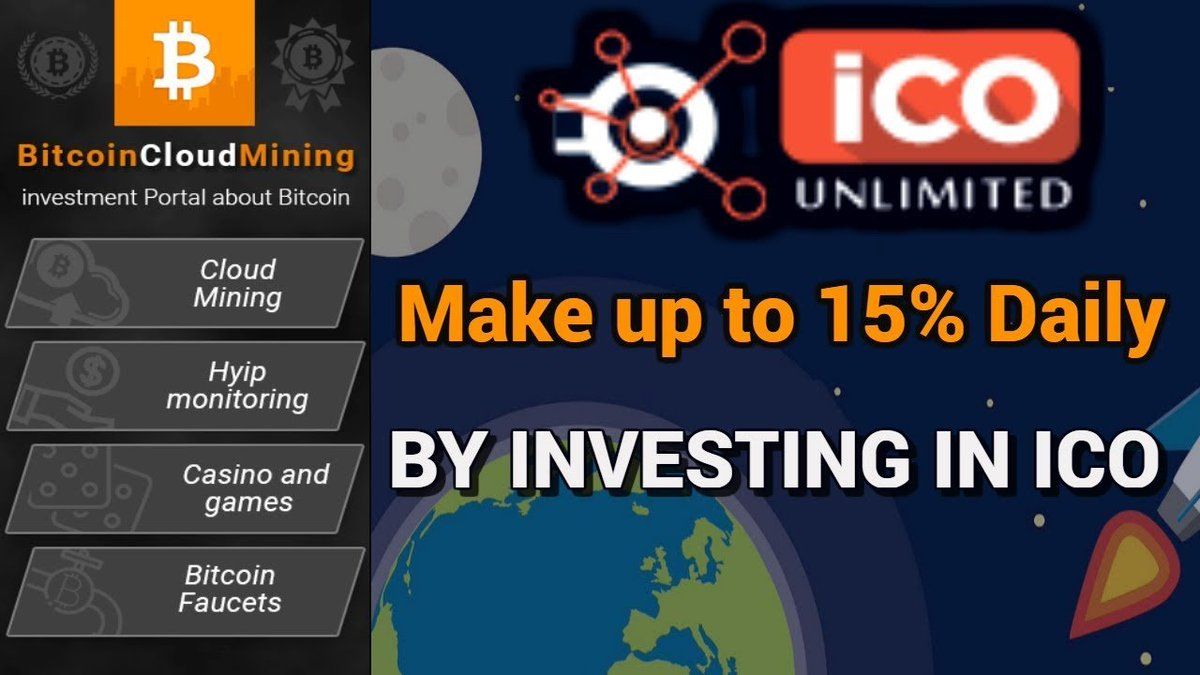 BitcoinCloudMining
investment Portal about Bitcoin
Cloud
Mining
Hyip
monitoring
Casino and
games
Bitcoin
Faucets
iCO
UNLIMITED
Make up to 15% Daily
BY INVESTING IN ICO